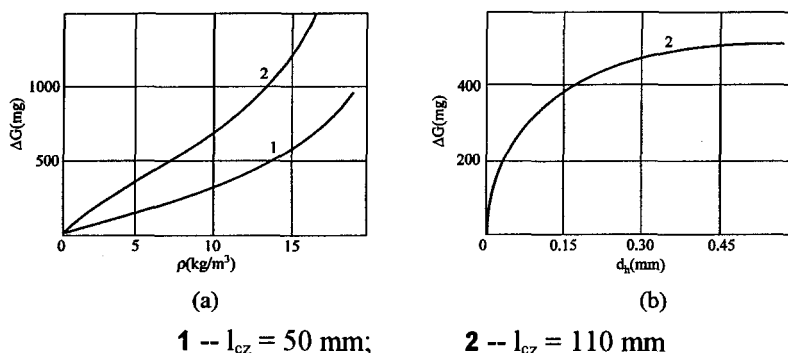 ΔG(mg)
1000
500
2
1
0
5
10
15
ρ(kg/m³)
(a)
ΔG(mg)
400
200
2
0
0.15
0.30
0.45
d_h(mm)
(b)
1 -- l_cz = 50 mm; 2 -- l_cz = 110 mm